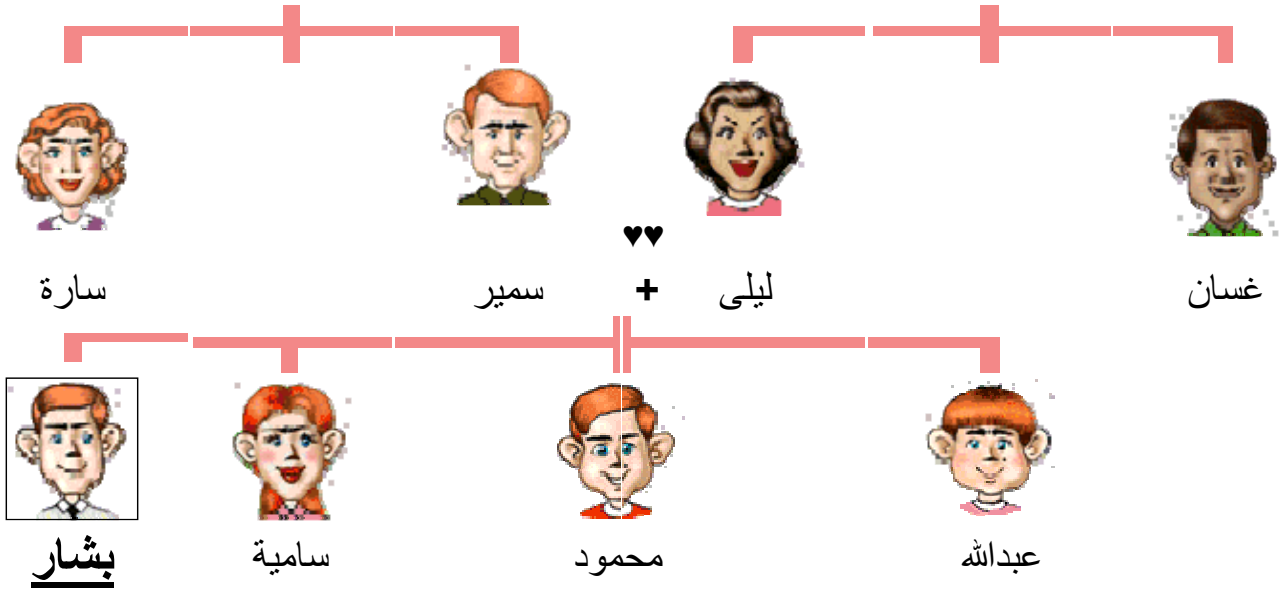 ♥♥
غسان ليلى + سمير سارة
عبدالله محمود سامية بشار